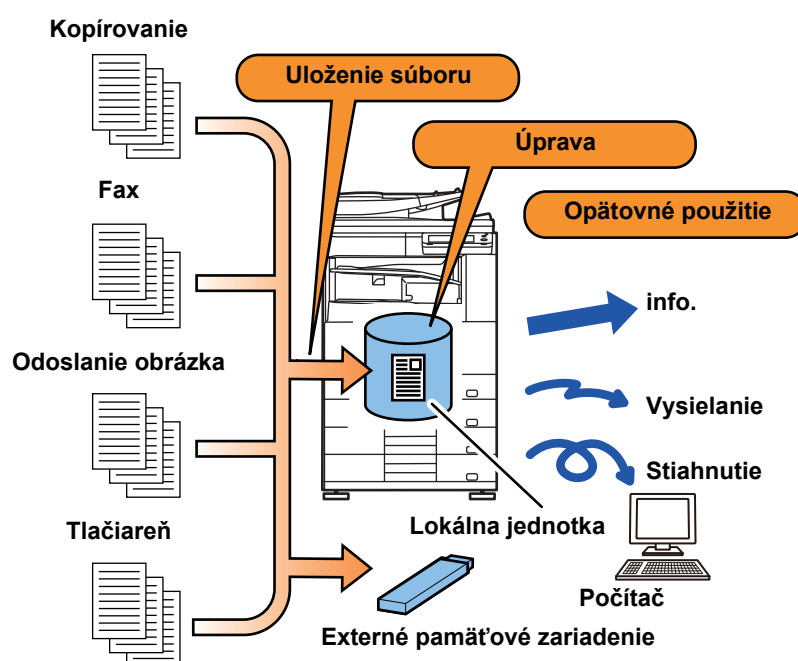 Kopírovanie
Uloženie súboru
Úprava
Fax
Opätovné použitie
info.
Odoslanie obrázka
Vysielanie
Stiahnutie
Lokálna jednotka
Tlačiareň
Počítač
Externé pamäťové zariadenie